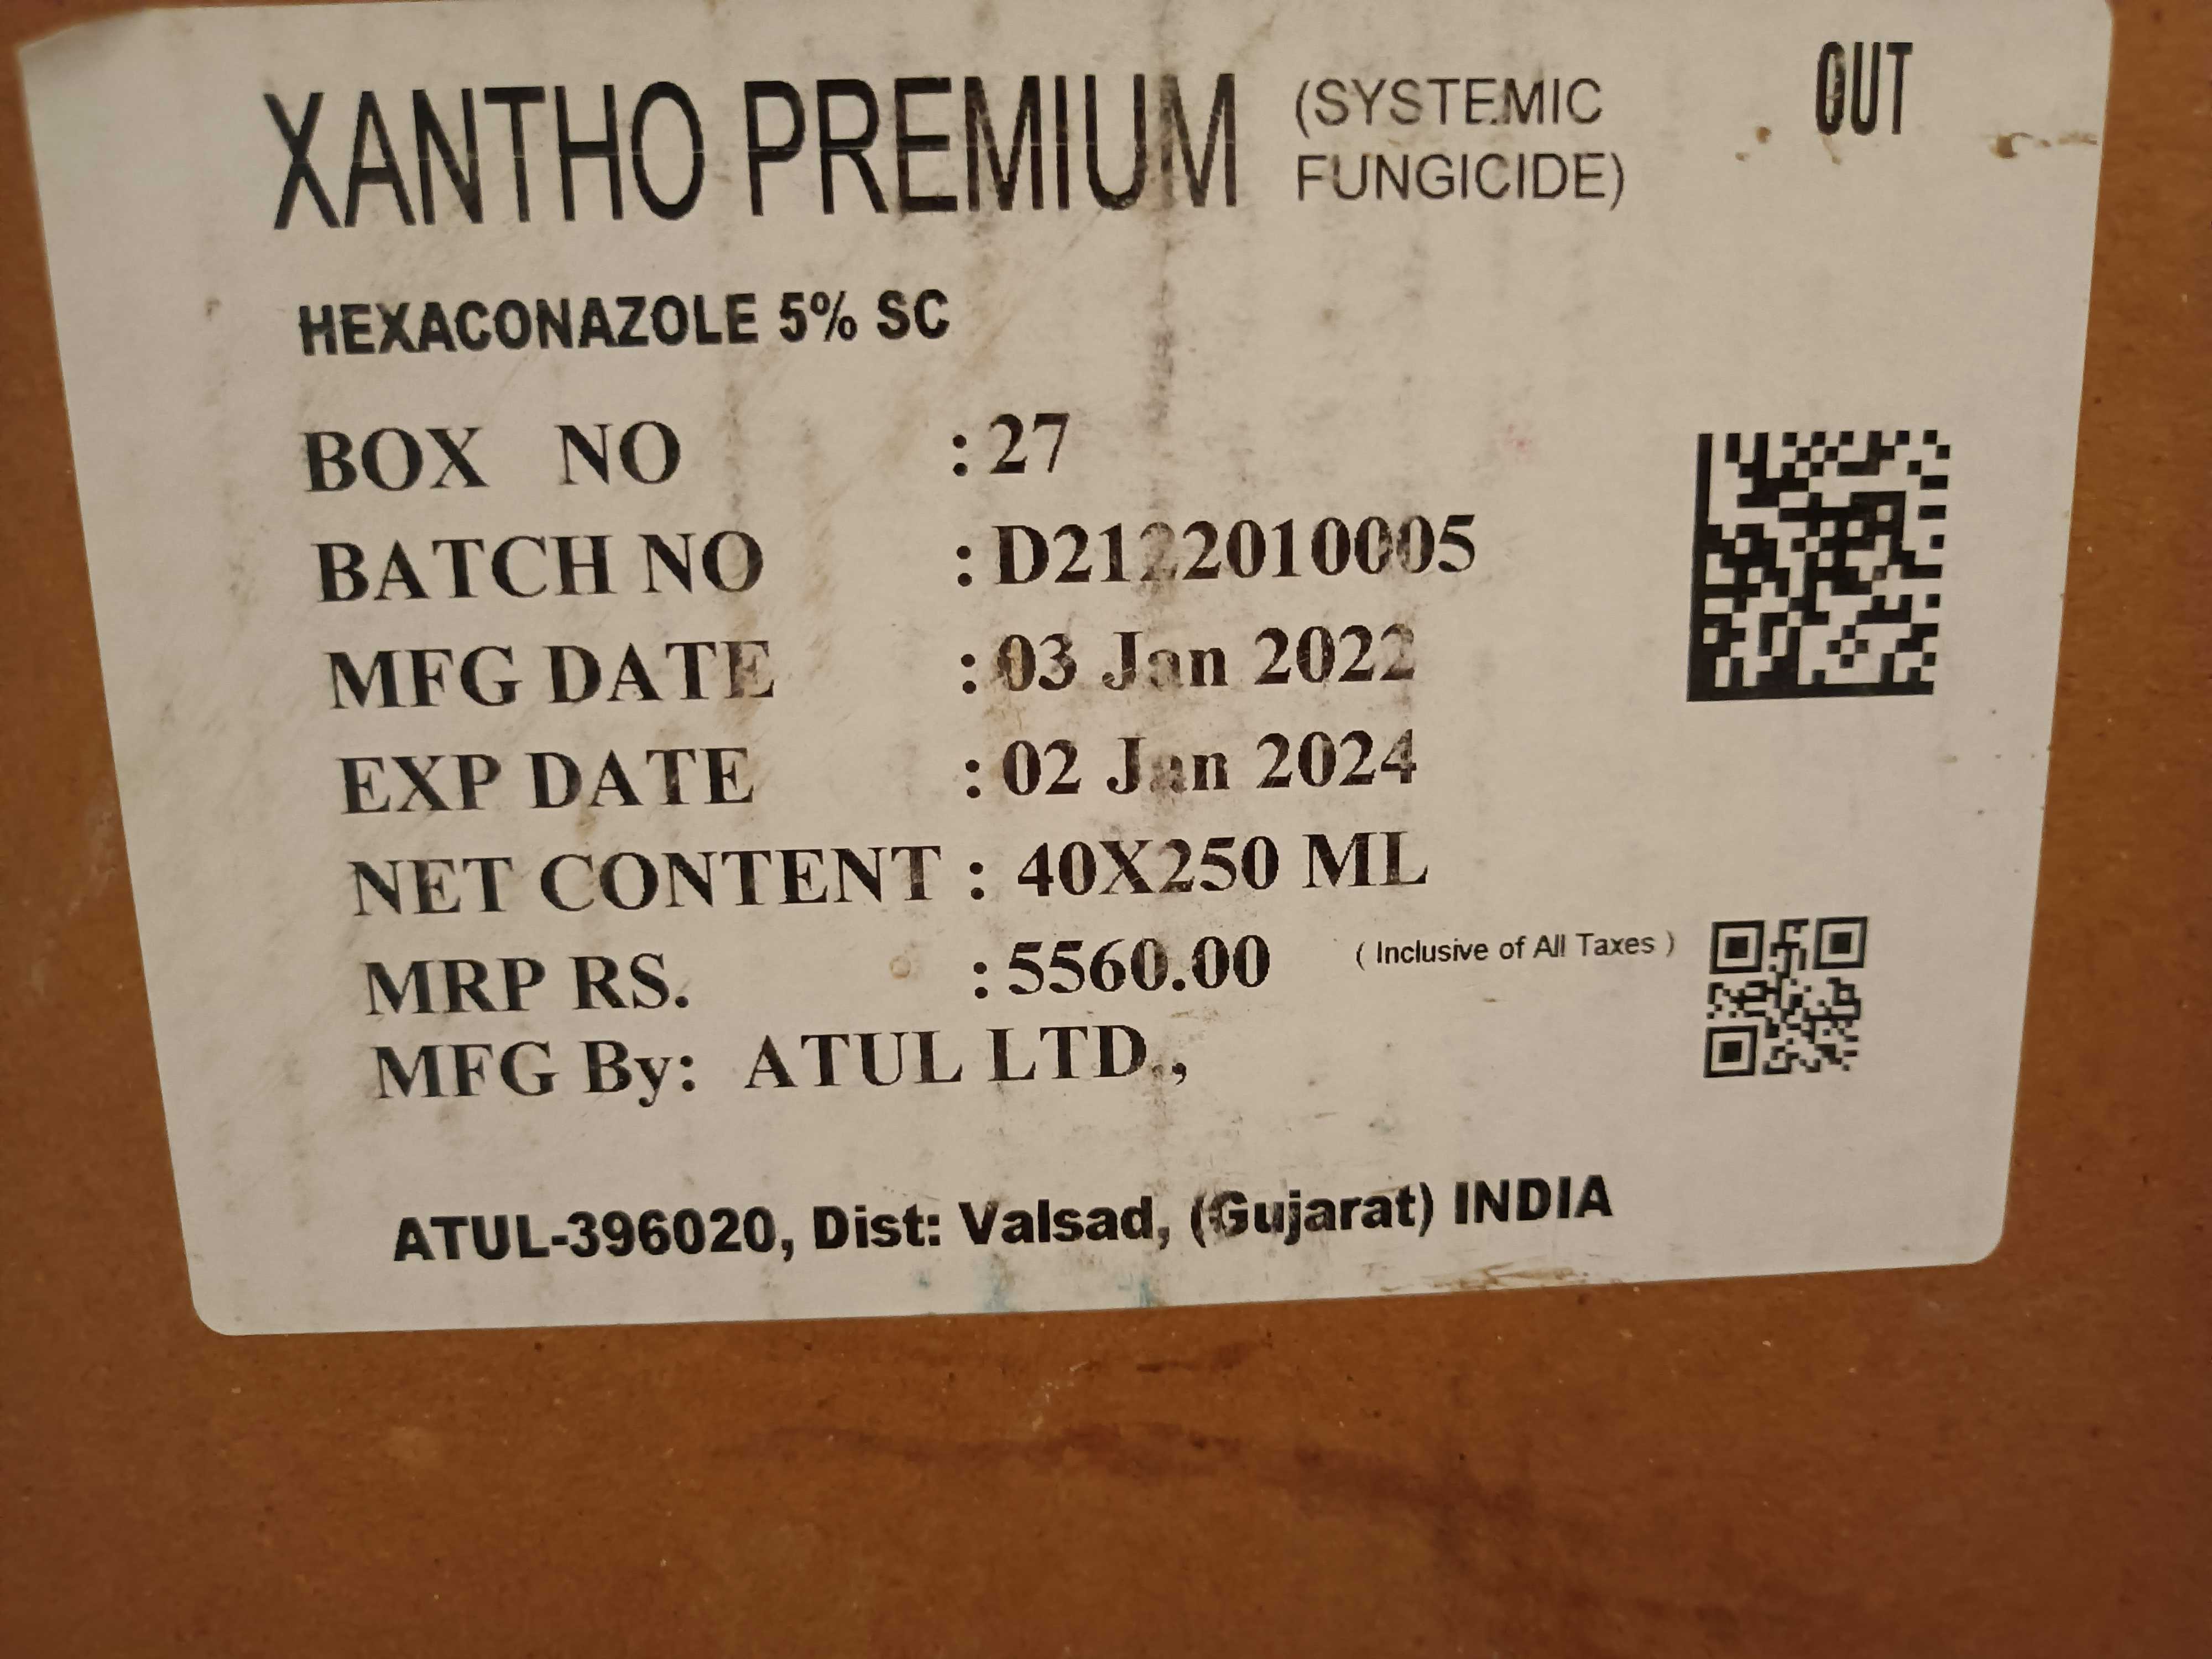 XANTHO PREMIUM (SYSTEMIC FUNGICIDE) OUT
HEXACONAZOLE 5% SC
BOX NO : 27
BATCH NO : D2122010005
MFG DATE : 03 Jan 2022
EXP DATE : 02 Jan 2024
NET CONTENT : 40X250 ML
MRP RS. : 5560.00 ( Inclusive of All Taxes )
MFG By: ATUL LTD.,
ATUL-396020, Dist: Valsad, (Gujarat) INDIA